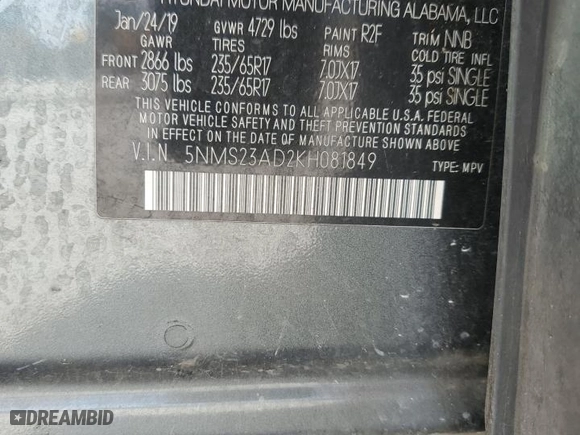 HYUNDAI MOTOR MANUFACTURING ALABAMA, LLC
Jan/24/19 GVWR 4729 lbs PAINT R2F TRIM NNB
GAWR TIRES RIMS COLD TIRE INFL
FRONT 2866 lbs 235/65R17 7.0JX17 35 psi SINGLE
REAR 3075 lbs 235/65R17 7.0JX17 35 psi SINGLE
THIS VEHICLE CONFORMS TO ALL APPLICABLE U.S.A. FEDERAL
MOTOR VEHICLE SAFETY AND THEFT PREVENTION STANDARDS
IN EFFECT ON THE DATE OF MANUFACTURE SHOWN ABOVE
V.I.N. 5NMS23AD2KH081849 TYPE: MPV
DREAMBID